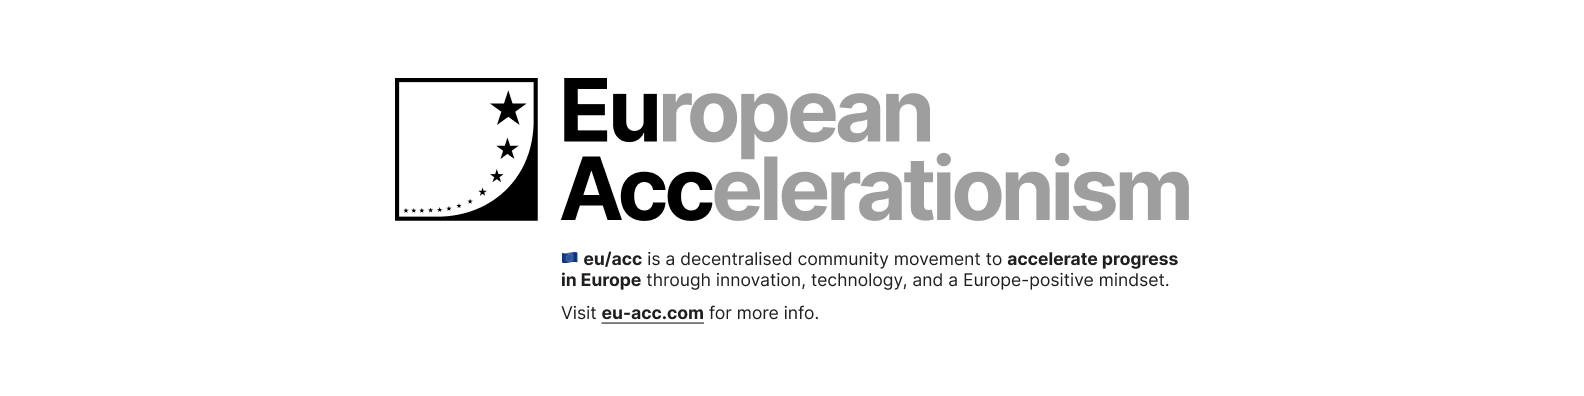 European
Accelerationism
🇪🇺 eu/acc is a decentralised community movement to accelerate progress
in Europe through innovation, technology, and a Europe-positive mindset.
Visit eu-acc.com for more info.